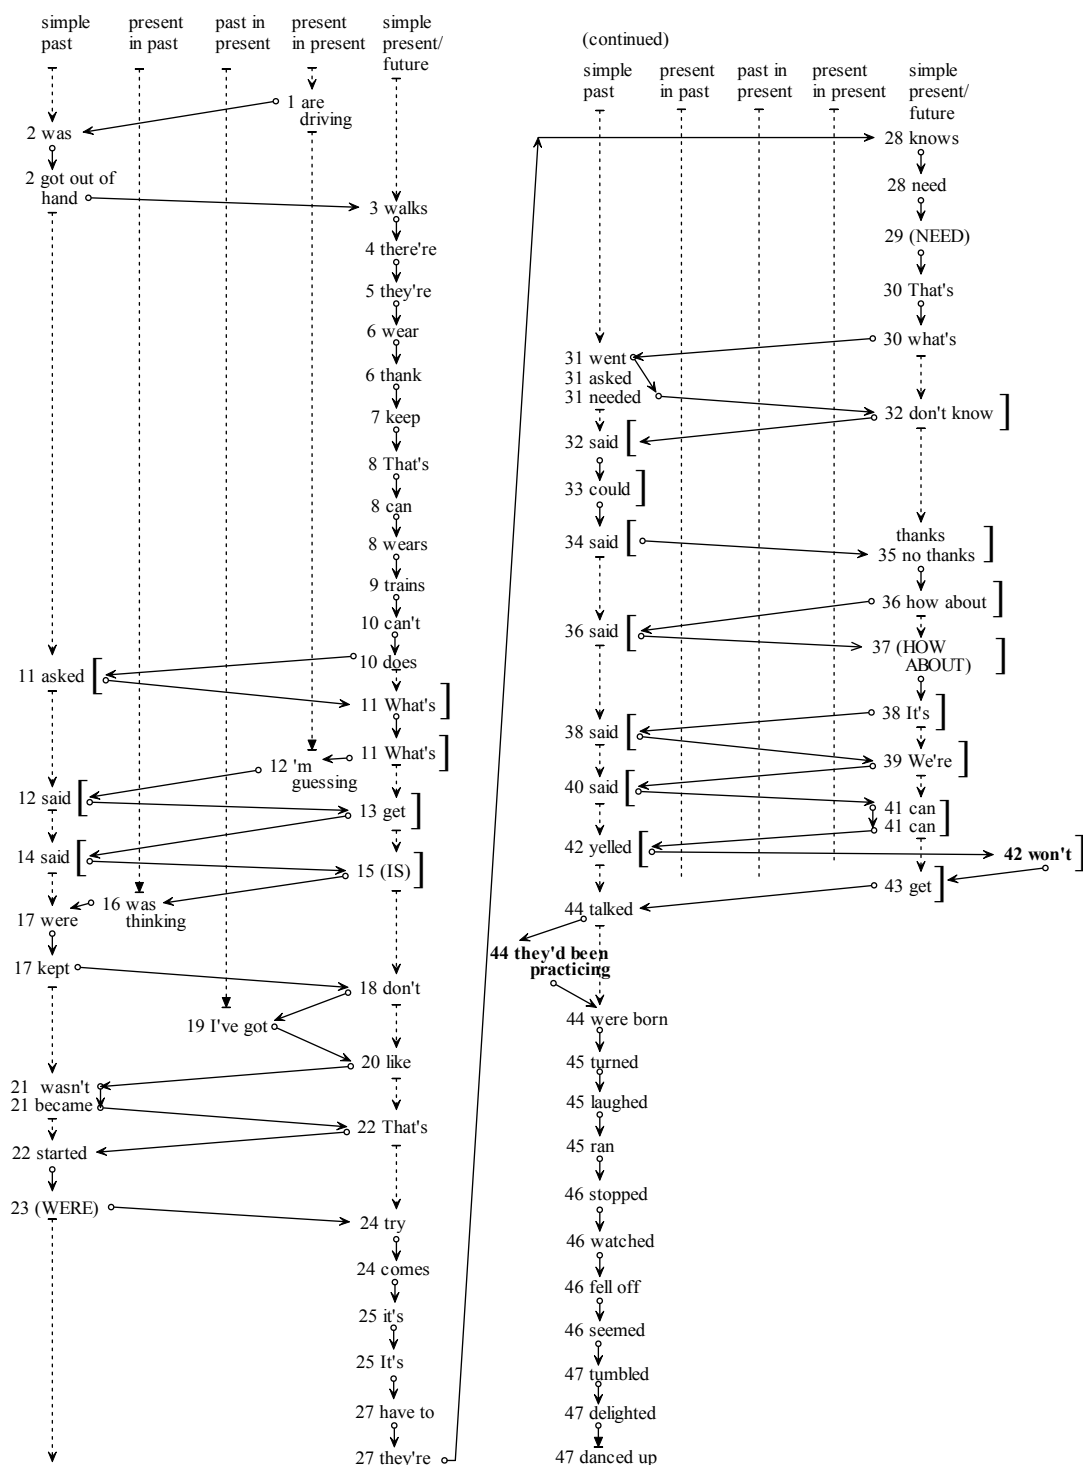 simple
past
present
in past
past in
present
present
in present
simple
present/
future
1 are
driving
2 was
2 got out of
hand
3 walks
4 there're
5 they're
6 wear
6 thank
7 keep
8 That's
8 can
8 wears
9 trains
10 can't
10 does
11 asked [
11 What's ]
11 What's ]
12 'm
guessing
12 said [
13 get ]
14 said [
15 (IS) ]
16 was
thinking
17 were
17 kept
18 don't
19 I've got
20 like
21 wasn't
21 became
22 That's
22 started
23 (WERE)
24 try
24 comes
25 it's
25 It's
27 have to
27 they're
(continued)
simple
past
present
in past
past in
present
present
in present
simple
present/
future
28 knows
28 need
29 (NEED)
30 That's
30 what's
31 went
31 asked
31 needed
32 don't know ]
32 said [
33 could ]
34 said [
thanks
35 no thanks ]
36 how about ]
36 said [
37 (HOW
ABOUT) ]
38 It's ]
38 said [
39 We're ]
40 said [
41 can
41 can ]
42 yelled [
42 won't ]
43 get ]
44 talked
44 they'd been
practicing
44 were born
45 turned
45 laughed
45 ran
46 stopped
46 watched
46 fell off
46 seemed
47 tumbled
47 delighted
47 danced up